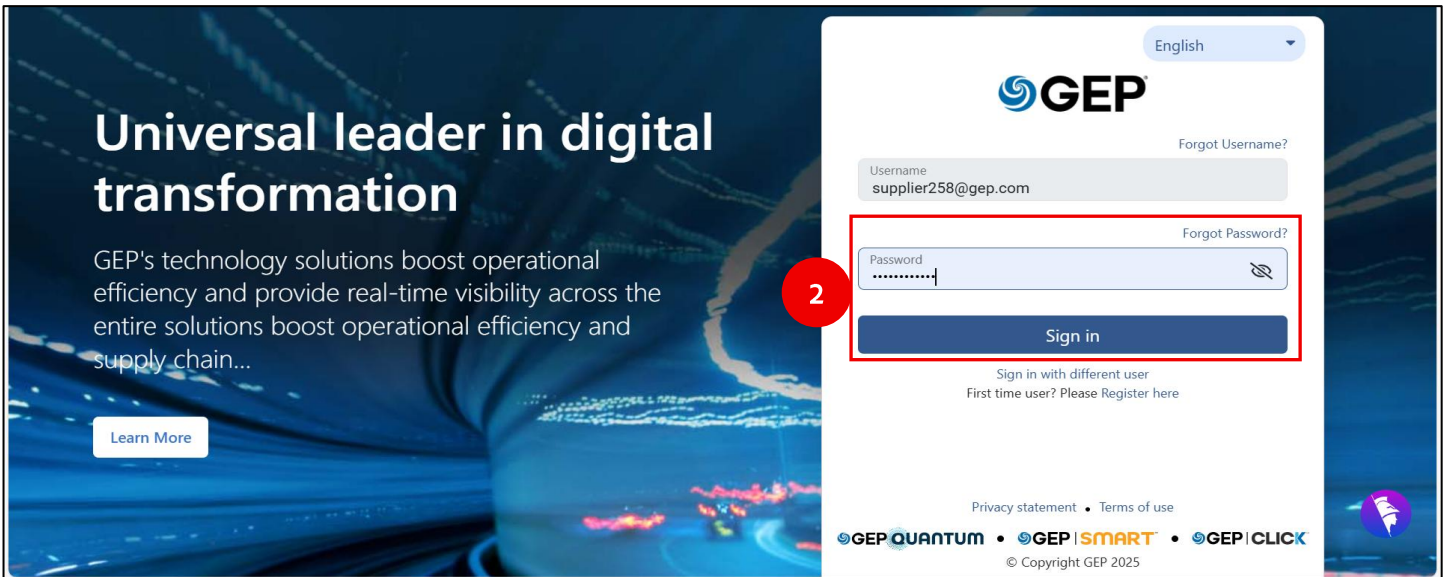 English
GEP
Universal leader in digital
transformation
GEP's technology solutions boost operational
efficiency and provide real-time visibility across the
entire solutions boost operational efficiency and
supply chain...
Learn More
Forgot Username?
Username
supplier258@gep.com
Forgot Password?
Password
••••••••••••
2
Sign in
Sign in with different user
First time user? Please Register here
Privacy statement • Terms of use
GEP QUANTUM • GEP | SMART™ • GEP | CLICK
© Copyright GEP 2025